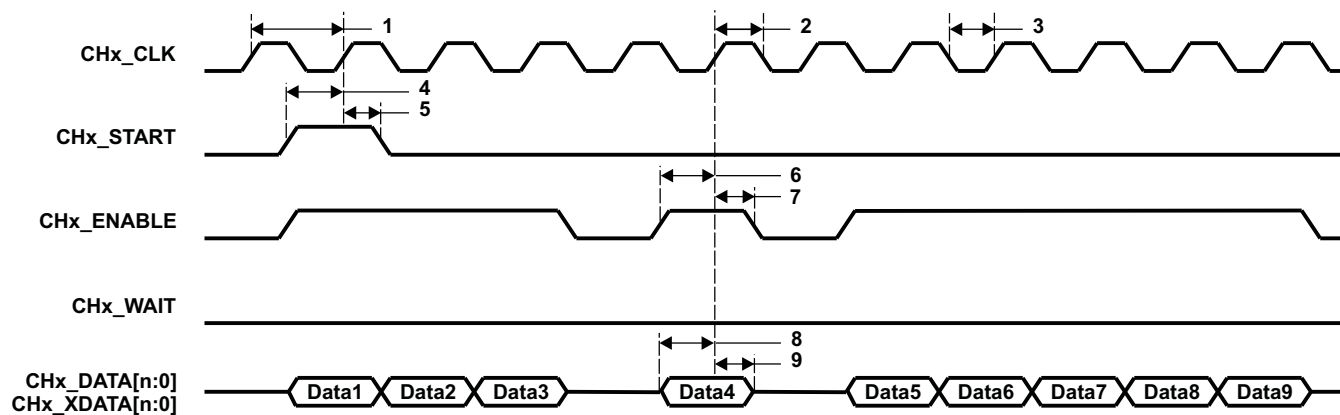 1
2
3
CHx_CLK
4
5
CHx_START
6
7
CHx_ENABLE
CHx_WAIT
8
9
CHx_DATA[n:0]
CHx_XDATA[n:0]
Data1 Data2 Data3 Data4 Data5 Data6 Data7 Data8 Data9